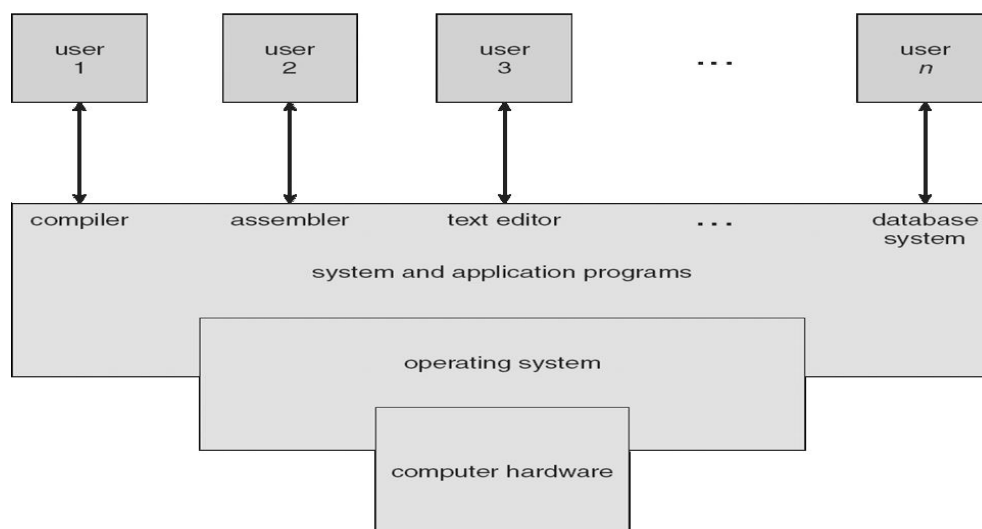 user
1
user
2
user
3
...
user
n
compiler
assembler
text editor
...
database
system
system and application programs
operating system
computer hardware